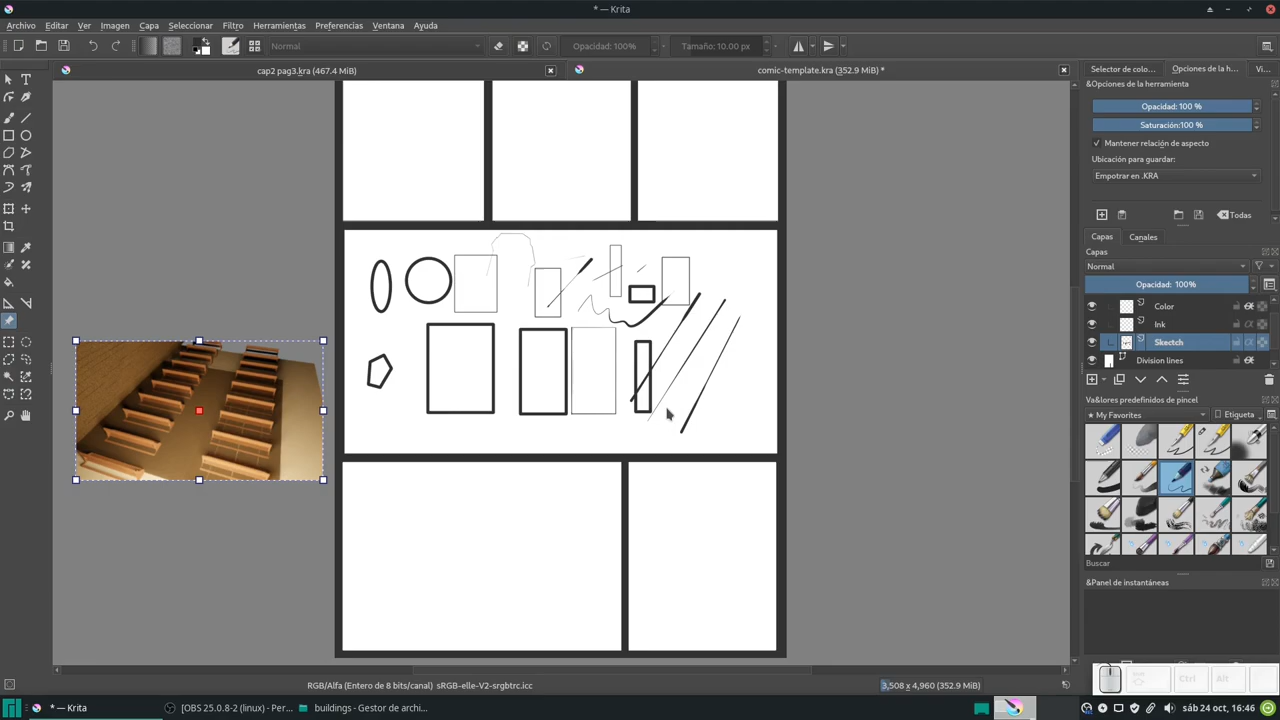 * — Krita
Archivo Editar Ver Imagen Capa Seleccionar Filtro Herramientas Preferencias Ventana Ayuda
Normal Opacidad: 100% Tamaño: 10.00 px
cap2 pag3.kra (467.4 MiB) comic-template.kra (352.9 MiB) *
Selector de colo... Opciones de la h... Vi...
&Opciones de la herramienta
Opacidad: 100 %
Saturación:100 %
Mantener relación de aspecto
Ubicación para guardar:
Empotrar en .KRA
Todas
Capas Canales
Normal
Opacidad: 100%
Color
Ink
Skectch
Division lines
Va&lores predefinidos de pincel
My Favorites Etiqueta
Buscar
&Panel de instantáneas
RGB/Alfa (Entero de 8 bits/canal) sRGB-elle-V2-srgbtrc.icc
3,508 x 4,960 (352.9 MiB)
Ctrl Alt
* — Krita [OBS 25.0.8-2 (linux) - Per... buildings - Gestor de archi...
sáb 24 oct, 16:46